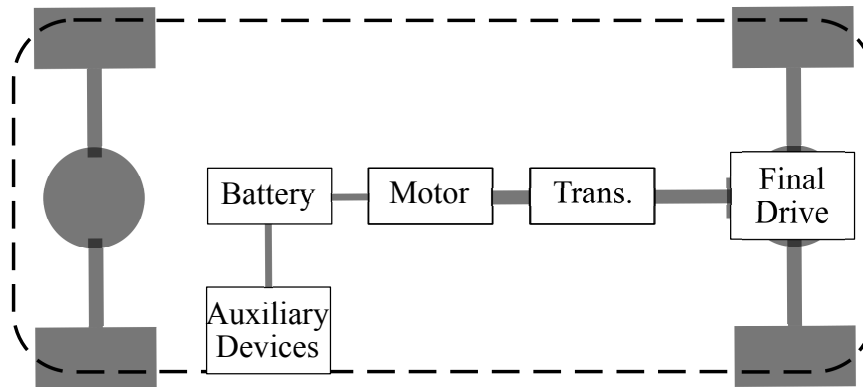 Battery
Motor
Trans.
Final
Drive
Auxiliary
Devices